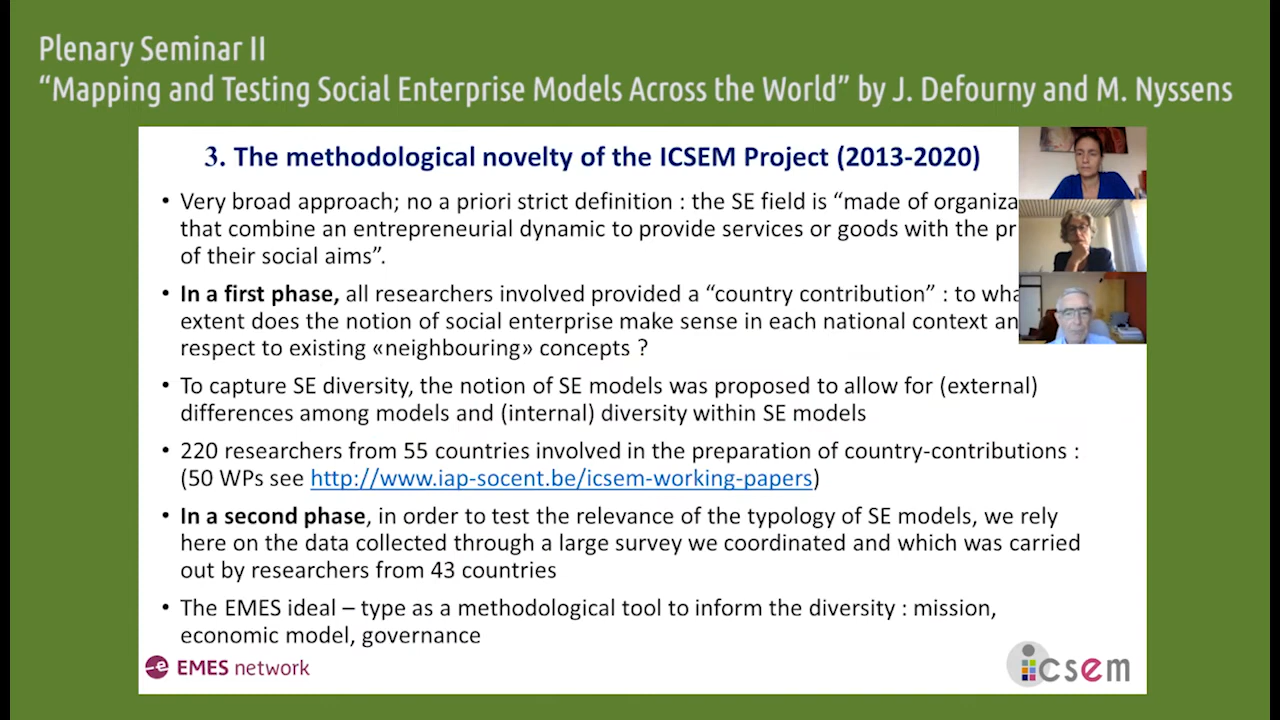 Plenary Seminar II
“Mapping and Testing Social Enterprise Models Across the World” by J. Defourny and M. Nyssens
3. The methodological novelty of the ICSEM Project (2013-2020)
• Very broad approach; no a priori strict definition : the SE field is “made of
that combine an entrepreneurial dynamic to provide services or goods with the
of their social aims”.
• In a first phase, all researchers involved provided a “country contribution” : to
extent does the notion of social enterprise make sense in each national context
respect to existing «neighbouring» concepts ?
• To capture SE diversity, the notion of SE models was proposed to allow for (external)
differences among models and (internal) diversity within SE models
• 220 researchers from 55 countries involved in the preparation of country-contributions :
(50 WPs see http://www.iap-socent.be/icsem-working-papers)
• In a second phase, in order to test the relevance of the typology of SE models, we rely
here on the data collected through a large survey we coordinated and which was carried
out by researchers from 43 countries
• The EMES ideal – type as a methodological tool to inform the diversity : mission,
economic model, governance
EMES network
icsem